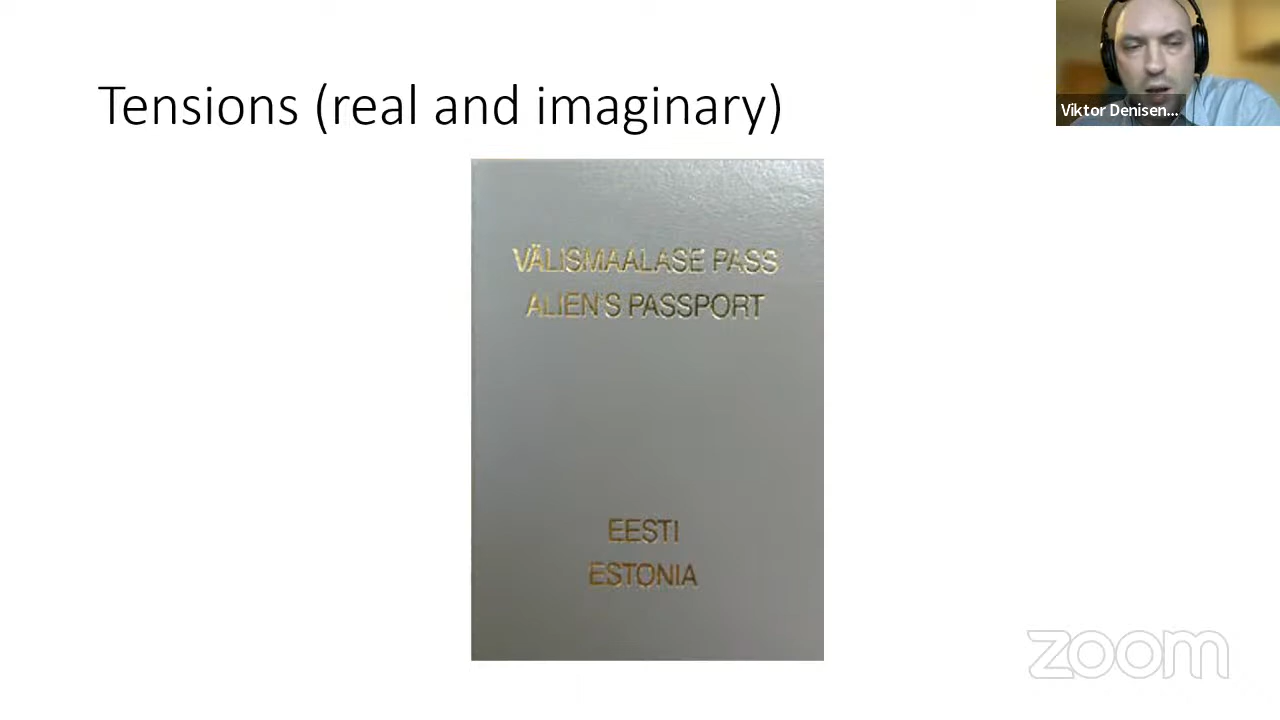 Tensions (real and imaginary)
Viktor Denisen...
VÄLISMAALASE PASS
ALIEN'S PASSPORT
EESTI
ESTONIA
zoom